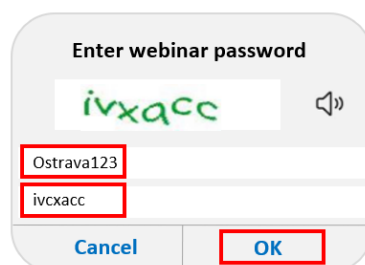 Enter webinar password
ivxacc
Ostrava123
ivcxacc
Cancel OK